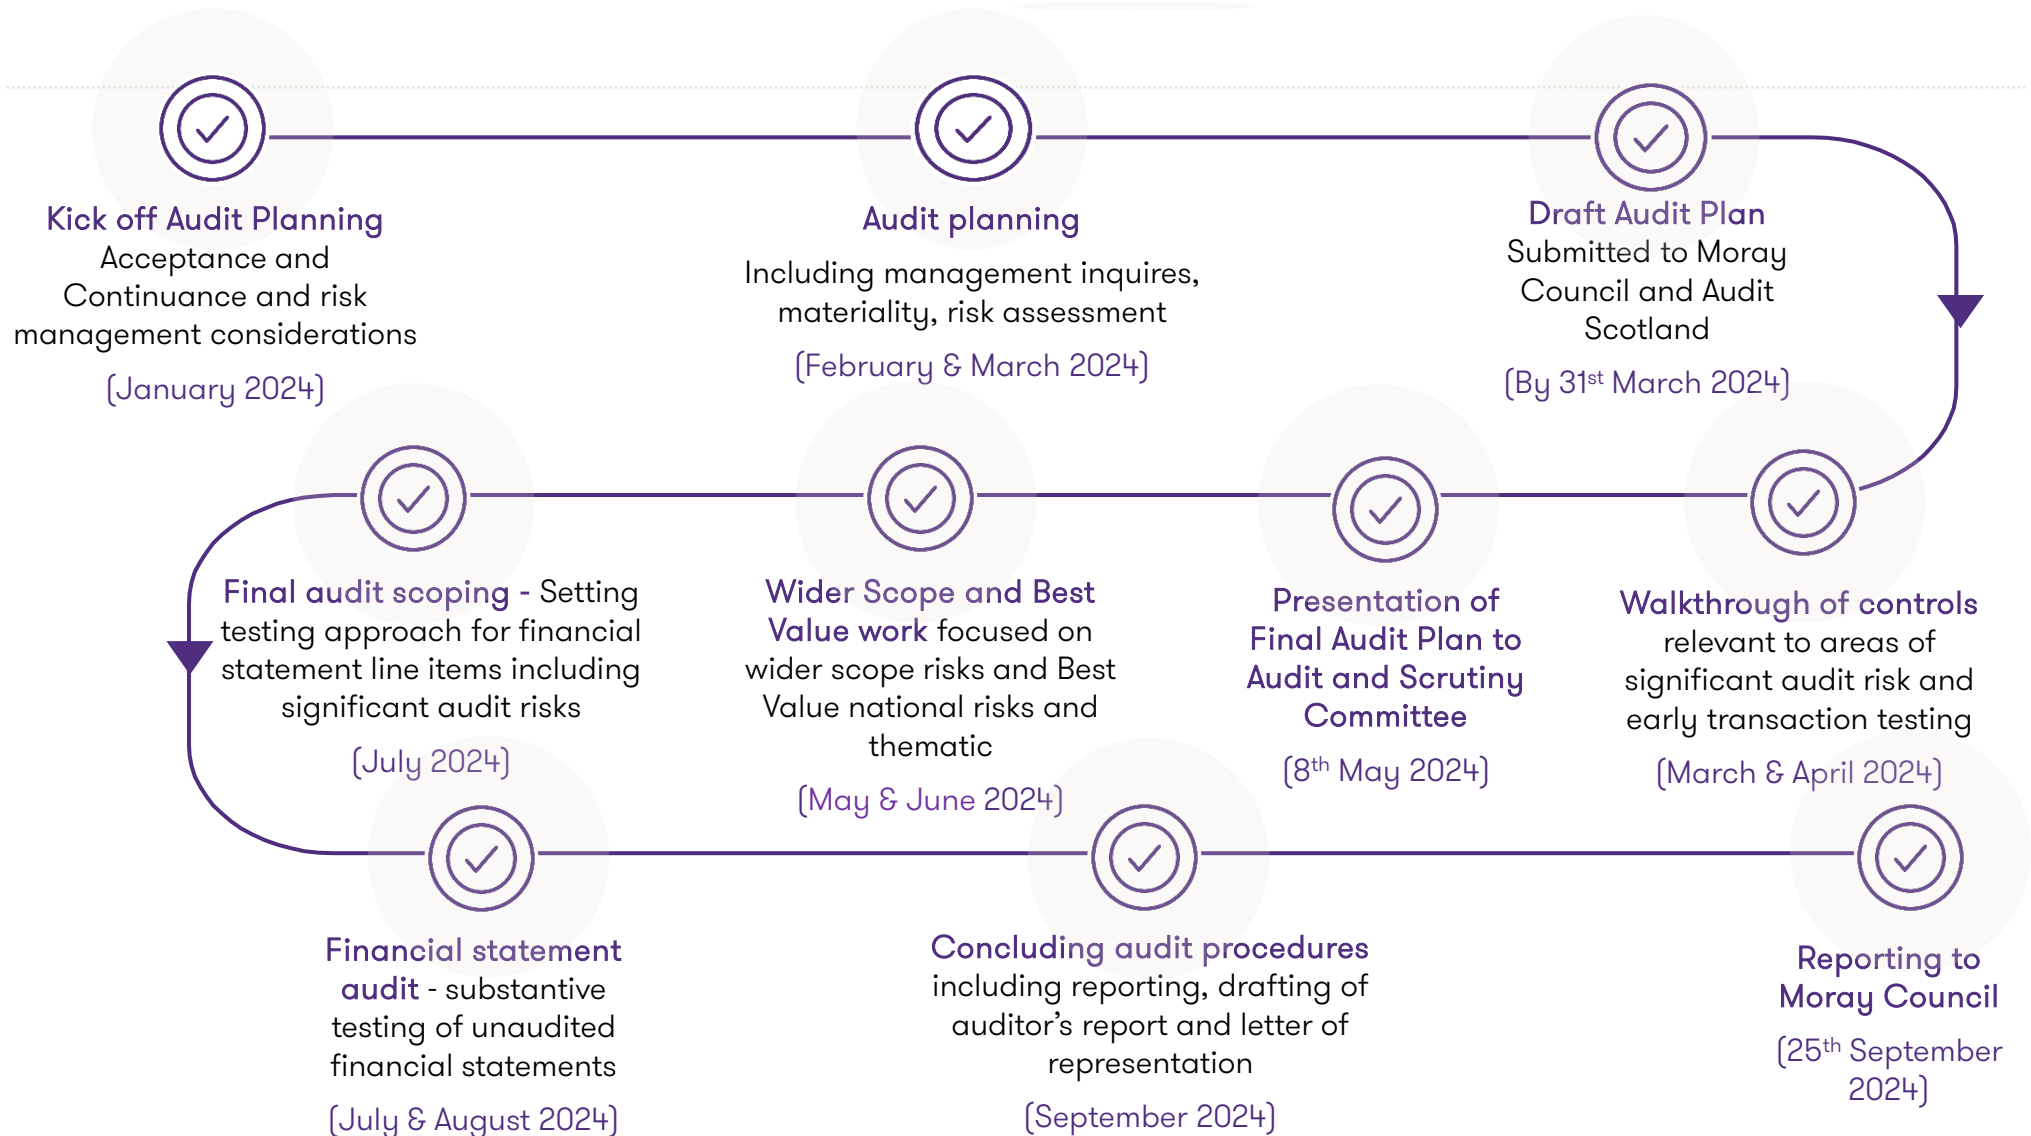 Kick off Audit Planning
Acceptance and
Continuance and risk
management considerations
(January 2024)
Audit planning
Including management inquires,
materiality, risk assessment
(February & March 2024)
Draft Audit Plan
Submitted to Moray
Council and Audit
Scotland
(By 31st March 2024)
Walkthrough of controls
relevant to areas of
significant audit risk and
early transaction testing
(March & April 2024)
Presentation of
Final Audit Plan to
Audit and Scrutiny
Committee
(8th May 2024)
Wider Scope and Best
Value work focused on
wider scope risks and Best
Value national risks and
thematic
(May & June 2024)
Final audit scoping - Setting
testing approach for financial
statement line items including
significant audit risks
(July 2024)
Financial statement
audit - substantive
testing of unaudited
financial statements
(July & August 2024)
Concluding audit procedures
including reporting, drafting of
auditor’s report and letter of
representation
(September 2024)
Reporting to
Moray Council
(25th September
2024)